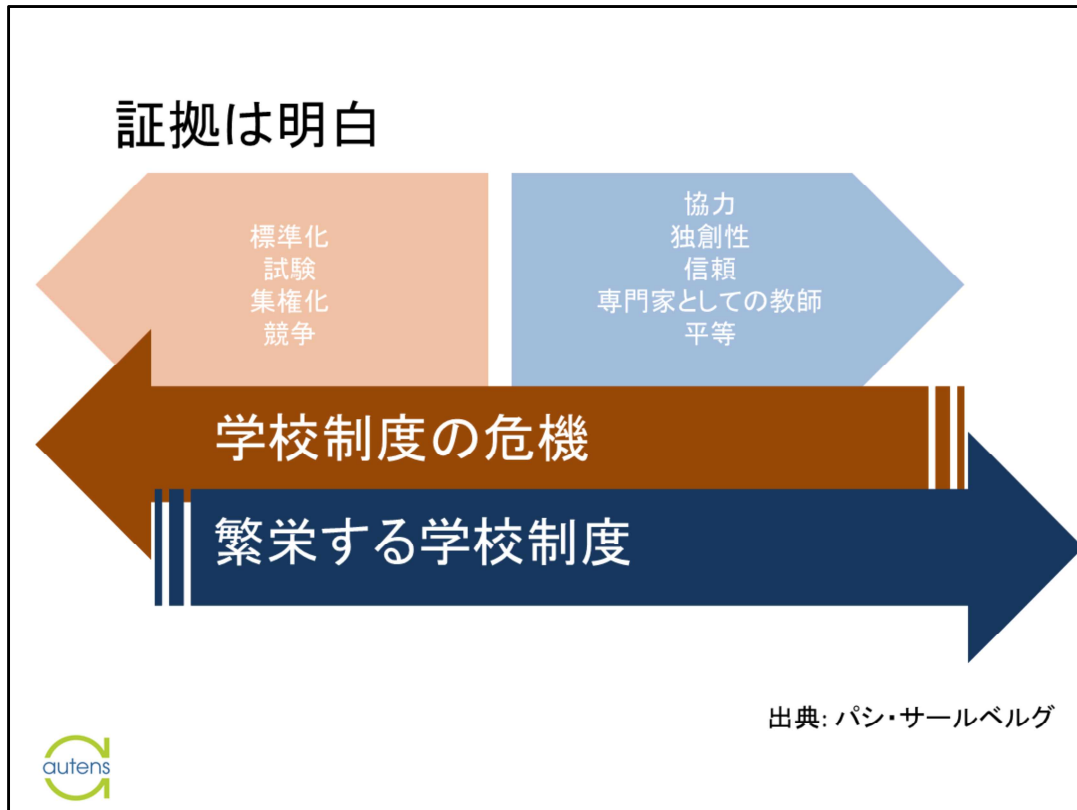 証拠は明白
標準化
試験
集権化
競争
協力
独創性
信頼
専門家としての教師
平等
学校制度の危機
繁栄する学校制度
出典: パシ・サールベルグ
autens